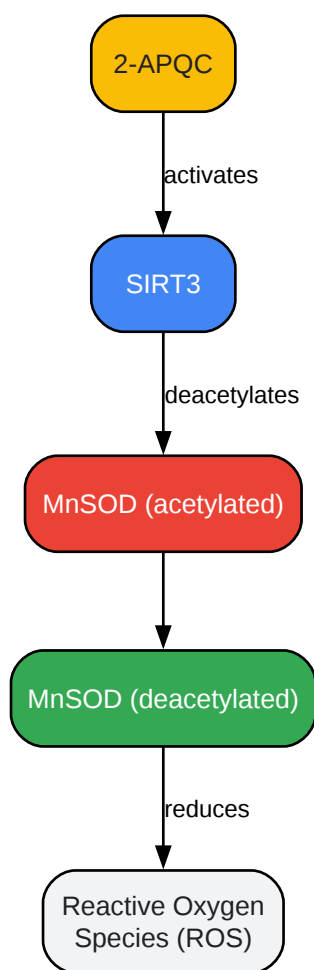 2-APQC
activates
SIRT3
deacetylates
MnSOD (acetylated)
MnSOD (deacetylated)
reduces
Reactive Oxygen
Species (ROS)